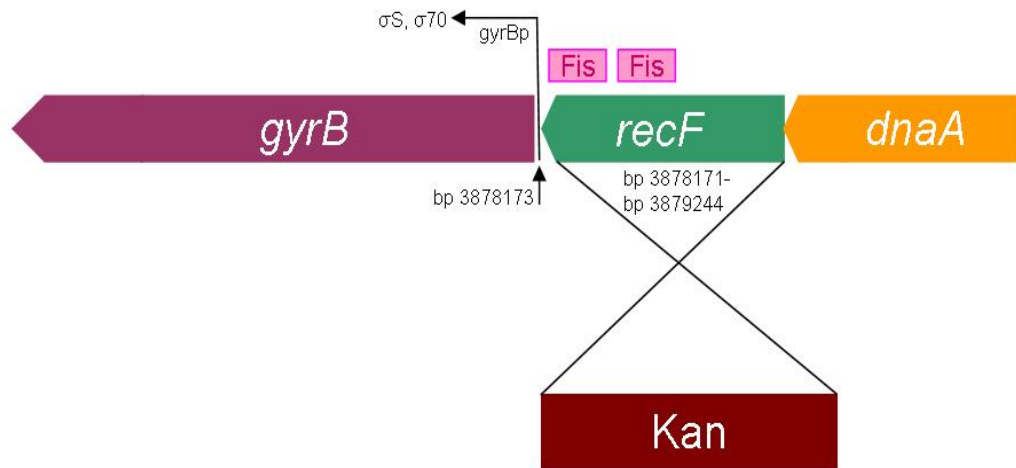 σS, σ70
gyrBp
Fis Fis
gyrB recF dnaA
bp 3878173
bp 3878171-
bp 3879244
Kan